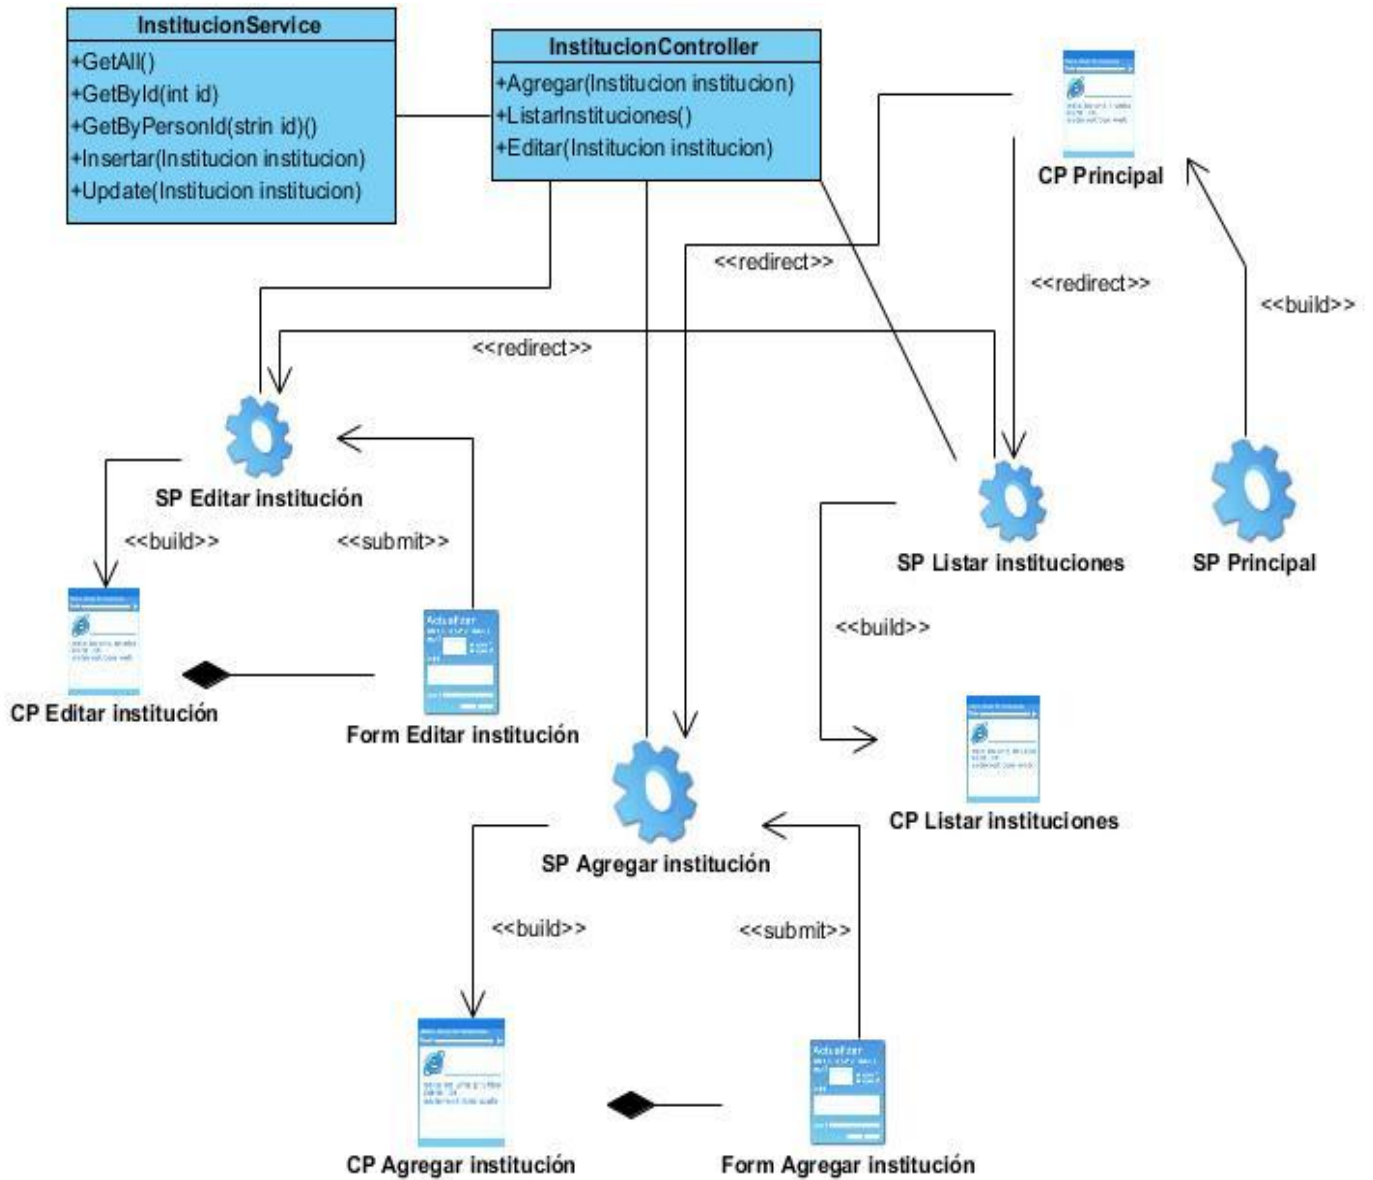 InstitucionService
+GetAll()
+GetById(int id)
+GetByPersonId(strin id)()
+Insertar(Institucion institucion)
+Update(Institucion institucion)
InstitucionController
+Agregar(Institucion institucion)
+ListarInstituciones()
+Editar(Institucion institucion)
CP Principal
<<redirect>>
<<redirect>>
<<build>>
<<redirect>>
SP Editar institución
<<build>>
<<submit>>
SP Listar instituciones
SP Principal
<<build>>
Actualizar
CP Editar institución
Form Editar institución
CP Listar instituciones
SP Agregar institución
<<build>>
<<submit>>
Actualizar
CP Agregar institución
Form Agregar institución